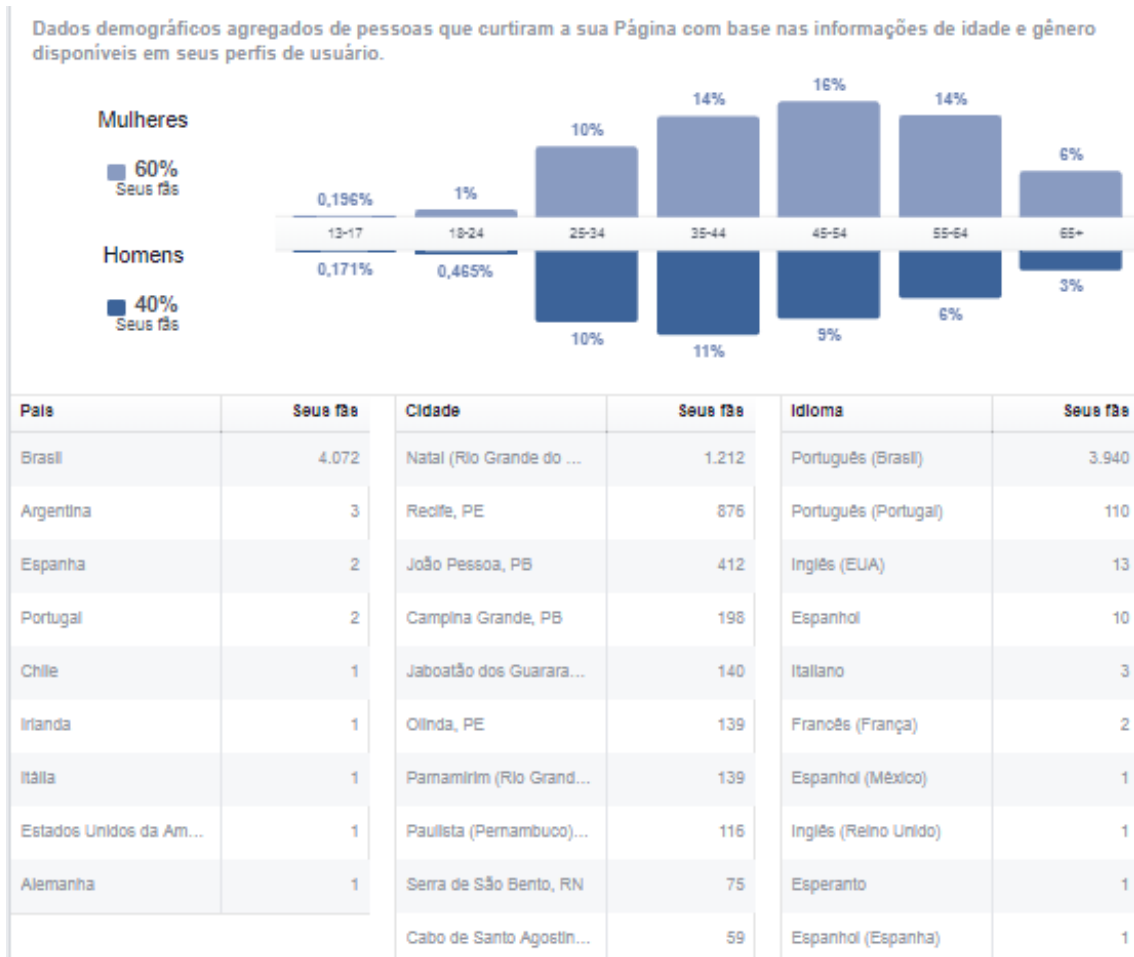 Dados demográficos agregados de pessoas que curtiram a sua Página com base nas informações de idade e gênero
disponíveis em seus perfis de usuário.
Mulheres
60%
Seus fãs
Homens
40%
Seus fãs
0,196% 1% 10% 14% 16% 14% 6%
13-17 18-24 25-34 35-44 45-54 55-64 65+
0,171% 0,465% 10% 11% 9% 6% 3%
País Seus fãs Cidade Seus fãs Idioma Seus fãs
Brasil 4.072 Natal (Rio Grande do ... 1.212 Português (Brasil) 3.940
Argentina 3 Recife, PE 876 Português (Portugal) 110
Espanha 2 João Pessoa, PB 412 Inglês (EUA) 13
Portugal 2 Campina Grande, PB 198 Espanhol 10
Chile 1 Jaboatão dos Guarara... 140 Italiano 3
Irlanda 1 Olinda, PE 139 Francês (França) 2
Itália 1 Parnamirim (Rio Grand... 139 Espanhol (México) 1
Estados Unidos da Am... 1 Paulista (Pernambuco)... 116 Inglês (Reino Unido) 1
Alemanha 1 Serra de São Bento, RN 75 Esperanto 1
Cabo de Santo Agostin... 59 Espanhol (Espanha) 1